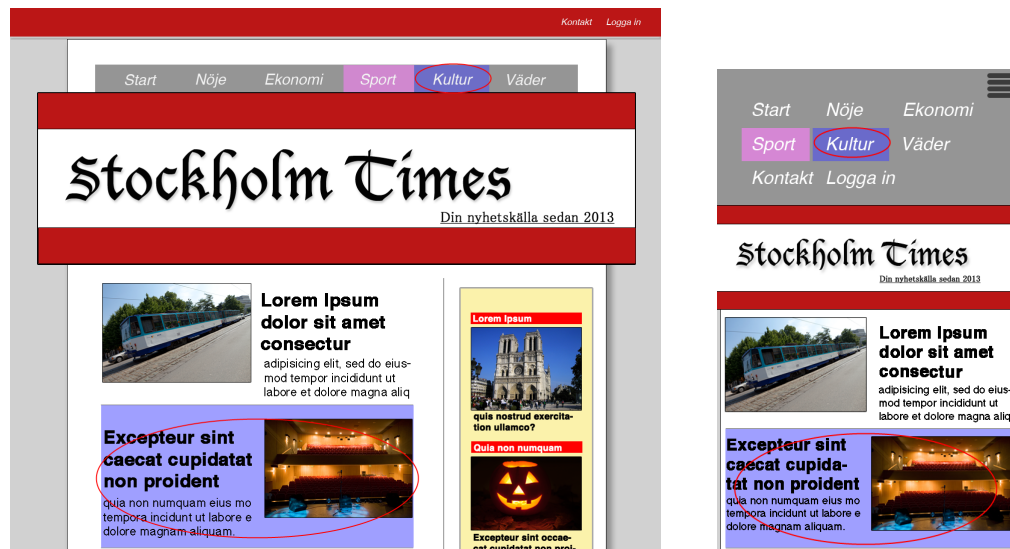 Kontakt Logga in
Start Nöje Ekonomi Sport Kultur Väder
Stockholm Times
Din nyhetskälla sedan 2013
Lorem Ipsum
dolor sit amet
consectur
adipisicing elit, sed do eius-
mod tempor incididunt ut
labore et dolore magna aliq
Excepteur sint
caecat cupidatat
non proident
quia non numquam eius mo
tempora incidunt ut labore e
dolore magnam aliquam.
Lorem Ipsum
quis nostrud exercita-
tion ullamco?
Quis non numquam
Excepteur sint occae-
cat cupidatat non proi-
Start Nöje Ekonomi
Sport Kultur Väder
Kontakt Logga in
Stockholm Times
Din nyhetskälla sedan 2013
Lorem Ipsum
dolor sit amet
consectur
adipisicing elit, sed do eius-
mod tempor incididunt ut
labore et dolore magna aliq
Excepteur sint
caecat cupida-
tat non proident
quia non numquam eius mo
tempora incidunt ut labore e
dolore magnam aliquam.